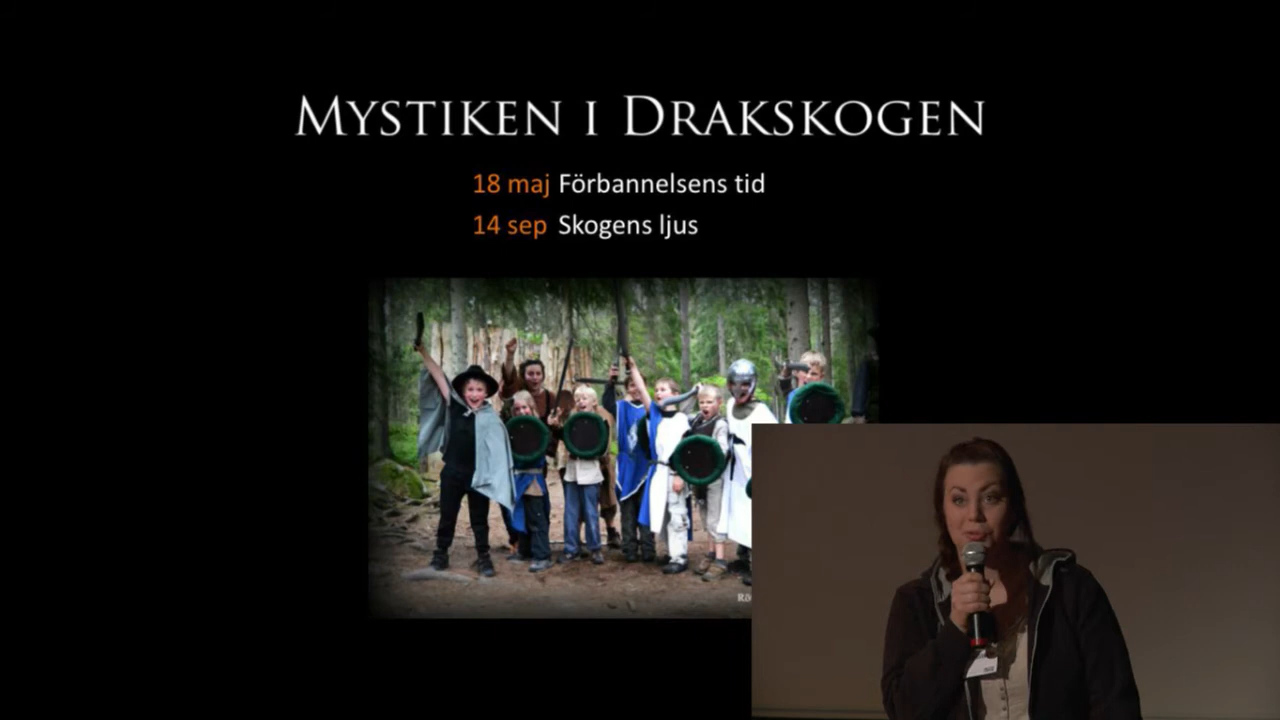 MYSTIKEN I DRAKSKOGEN
18 maj Förbannelsens tid
14 sep Skogens ljus